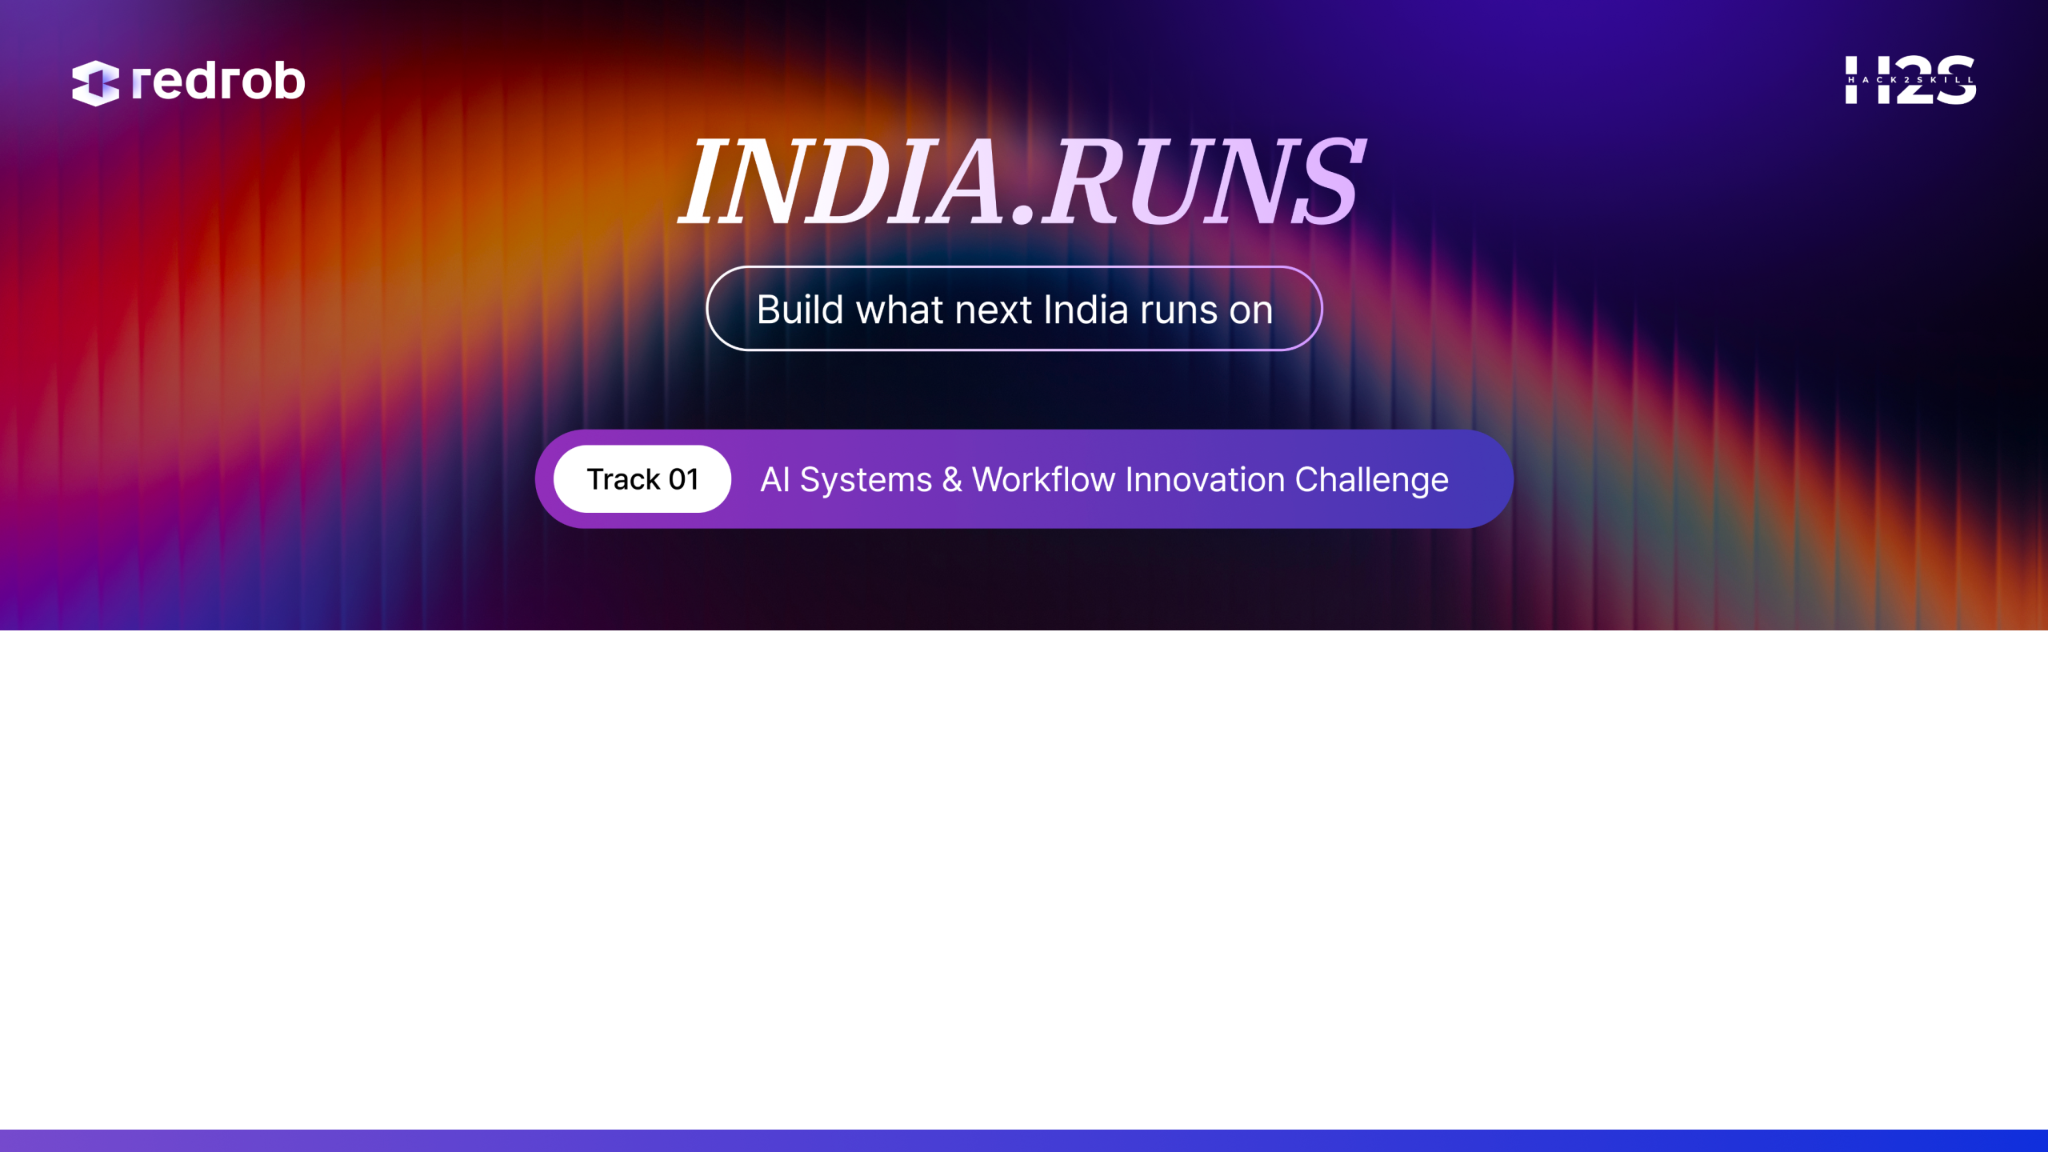 redrob
H2S
HACK2SKILL
INDIA.RUNS
Build what next India runs on
Track 01 AI Systems & Workflow Innovation Challenge